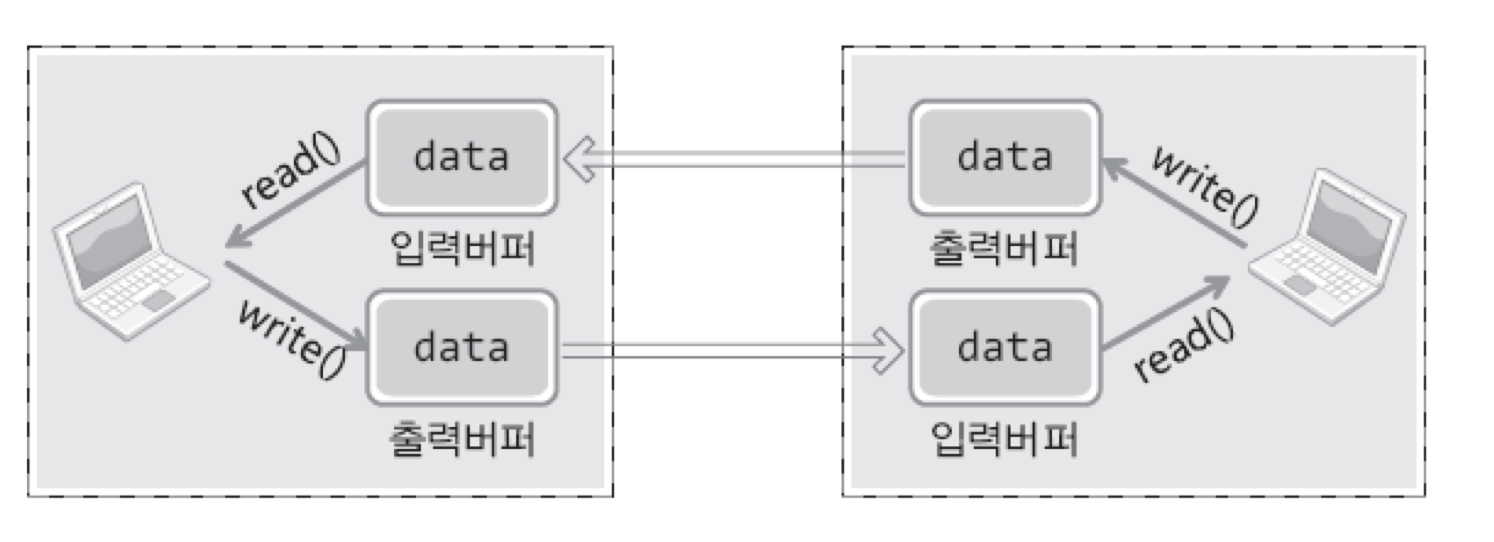 read()
data
입력버퍼
write()
data
출력버퍼
data
출력버퍼
write()
data
입력버퍼
read()